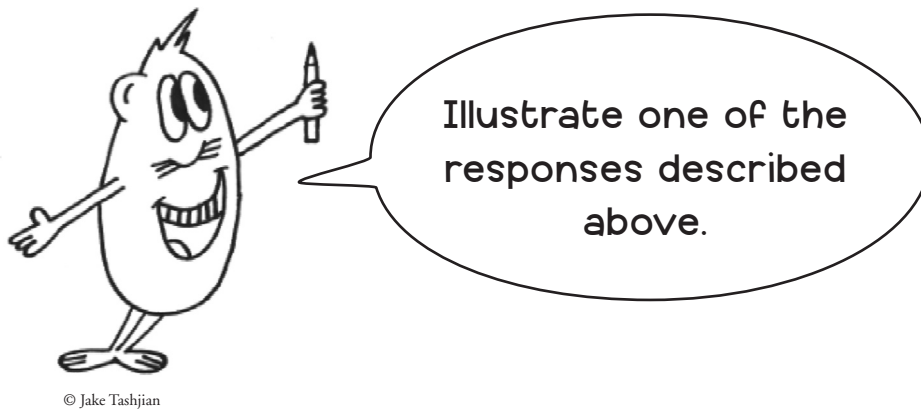 Illustrate one of the
responses described
above.
© Jake Tashjian